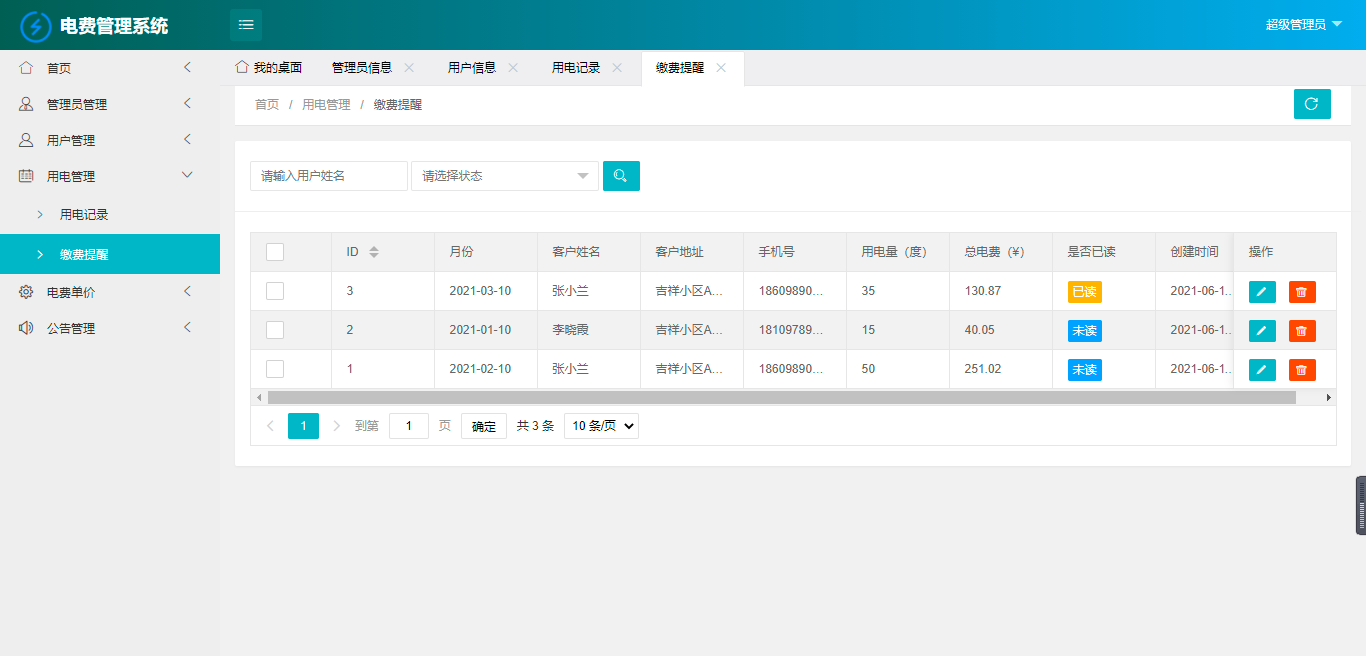 电费管理系统
超级管理员
首页
管理员管理
用户管理
用电管理
用电记录
缴费提醒
电费单价
公告管理
我的桌面 管理员信息 用户信息 用电记录 缴费提醒
首页 / 用电管理 / 缴费提醒
请输入用户姓名 请选择状态
ID 月份 客户姓名 客户地址 手机号 用电量（度） 总电费（¥） 是否已读 创建时间 操作
3 2021-03-10 张小兰 吉祥小区A... 18609890... 35 130.87 已读 2021-06-1...
2 2021-01-10 李晓霞 吉祥小区A... 18109789... 15 40.05 未读 2021-06-1...
1 2021-02-10 张小兰 吉祥小区A... 18609890... 50 251.02 未读 2021-06-1...
1 到第 1 页 确定 共 3 条 10 条/页